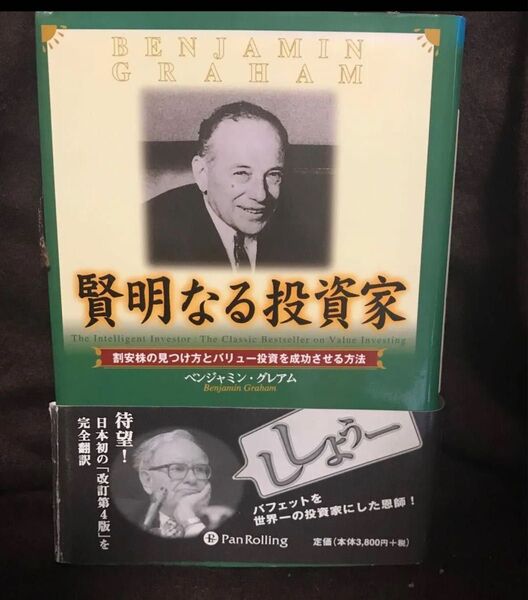 BENJAMIN
GRAHAM
賢明なる投資家
The Intelligent Investor : The Classic Bestseller on Value Investing
割安株の見つけ方とバリュー投資を成功させる方法
ベンジャミン・グレアム
Benjamin Graham
待望！
日本初の「改訂第4版」を
完全翻訳
ししょうー
バフェットを
世界一の投資家にした恩師！
PanRolling
定価（本体3,800円＋税）